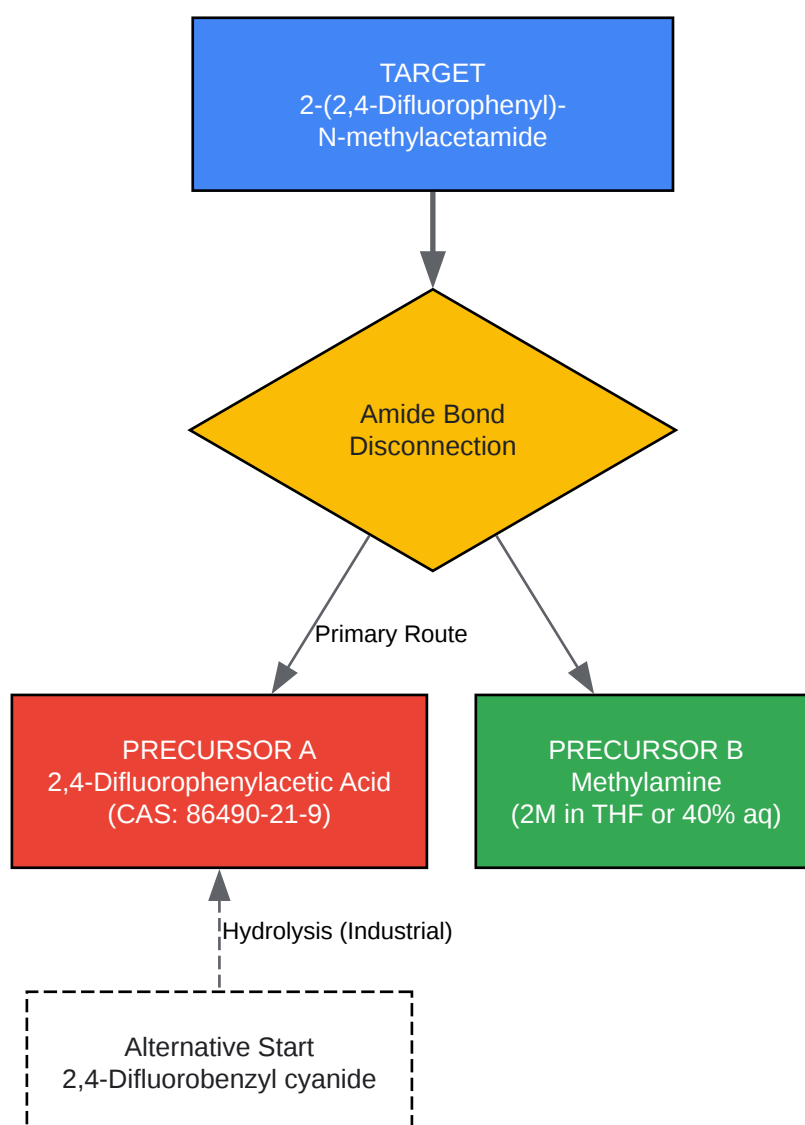 TARGET
2-(2,4-Difluorophenyl)-
N-methylacetamide
Amide Bond
Disconnection
Primary Route
PRECURSOR A
2,4-Difluorophenylacetic Acid
(CAS: 86490-21-9)
PRECURSOR B
Methylamine
(2M in THF or 40% aq)
Hydrolysis (Industrial)
Alternative Start
2,4-Difluorobenzyl cyanide